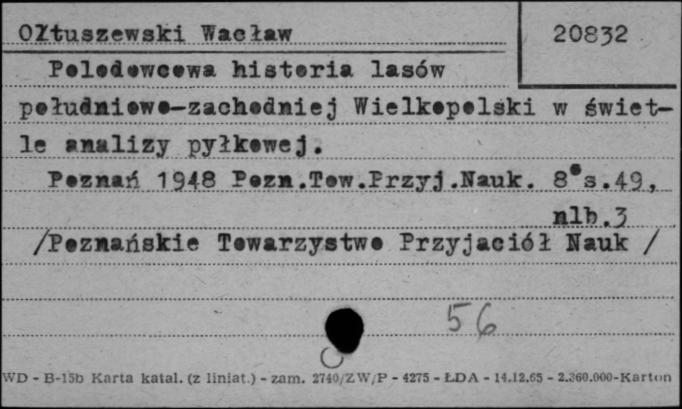 Ołtuszewski Wacław
20832
Polodowcowa historia lasów
południowo-zachodniej Wielkopolski w świet-
le analizy pyłkowej.
Poznań 1948 Pozn.Tow.Przyj.Nauk. 8°s.49,
nlb.3
/Poznańskie Towarzystwo Przyjaciół Nauk /
56
WD - B-15b Karta katal. (z liniat.) - zam. 2740/ZW/P - 4275 - ŁDA - 14.12.65 - 2.360.000-Karton